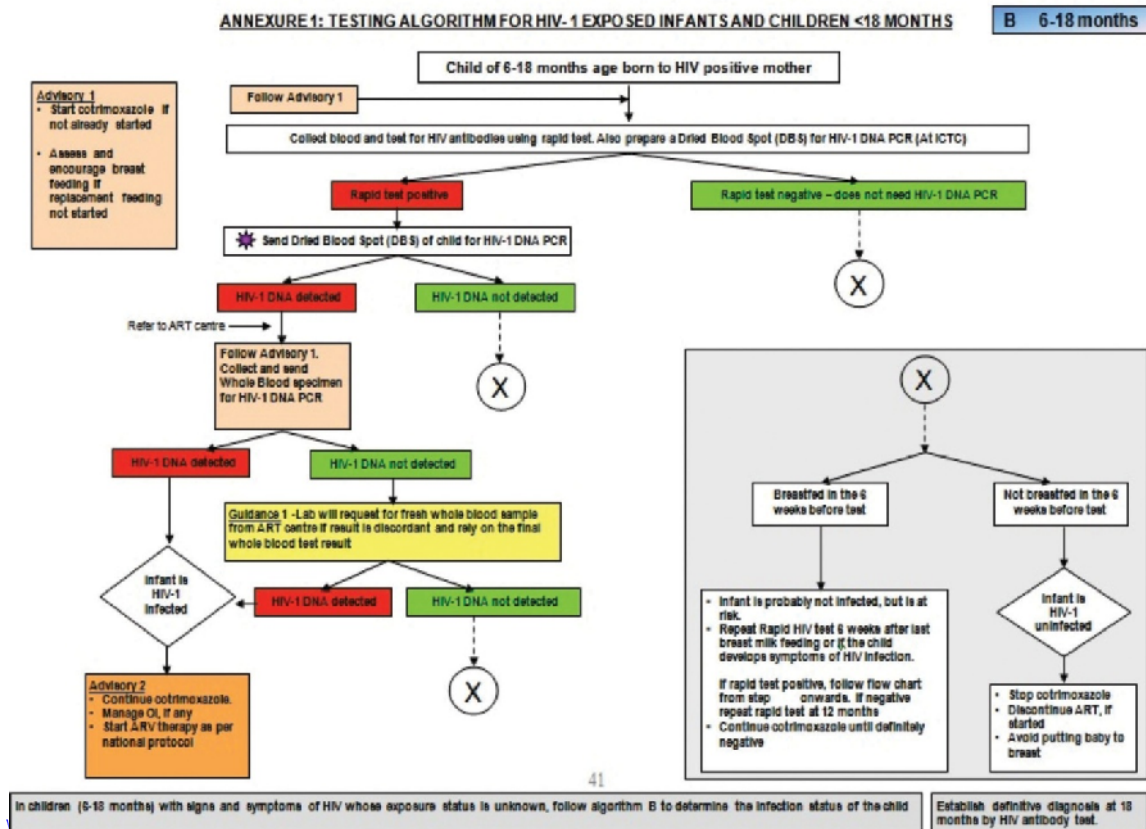 ANNEXURE 1: TESTING ALGORITHM FOR HIV- 1 EXPOSED INFANTS AND CHILDREN <18 MONTHS
B 6-18 months
Child of 6-18 months age born to HIV positive mother
Advisory 1
• Start cotrimoxazole if
not already started
• Assess and
encourage breast
feeding if
replacement feeding
not started
Follow Advisory 1
Collect blood and test for HIV antibodies using rapid test. Also prepare a Dried Blood Spot (DBS) for HIV-1 DNA PCR (At ICTC)
Rapid test positive
Rapid test negative – does not need HIV-1 DNA PCR
Send Dried Blood Spot (DBS) of child for HIV-1 DNA PCR
X
HIV-1 DNA detected
HIV-1 DNA not detected
Refer to ART centre
Follow Advisory 1.
Collect and send
Whole Blood specimen
for HIV-1 DNA PCR
X
HIV-1 DNA detected
HIV-1 DNA not detected
Guidance 1 -Lab will request for fresh whole blood sample
from ART centre if result is discordant and rely on the final
whole blood test result
Infant is
HIV-1
infected
HIV-1 DNA detected
HIV-1 DNA not detected
X
Advisory 2
• Continue cotrimoxazole.
• Manage OI, if any
• Start ARV therapy as per
national protocol
X
Breastfed in the 6
weeks before test
Not breastfed in the 6
weeks before test
• Infant is probably not infected, but is at
risk.
• Repeat Rapid HIV test 6 weeks after last
breast milk feeding or if the child
develops symptoms of HIV infection.
If rapid test positive, follow flow chart
from step onwards. If negative
repeat rapid test at 12 months
• Continue cotrimoxazole until definitely
negative
Infant is
HIV-1
uninfected
• Stop cotrimoxazole
• Discontinue ART, if
started
• Avoid putting baby to
breast
41
In children (6-18 months) with signs and symptoms of HIV whose exposure status is unknown, follow algorithm B to determine the infection status of the child
Establish definitive diagnosis at 18
months by HIV antibody test.